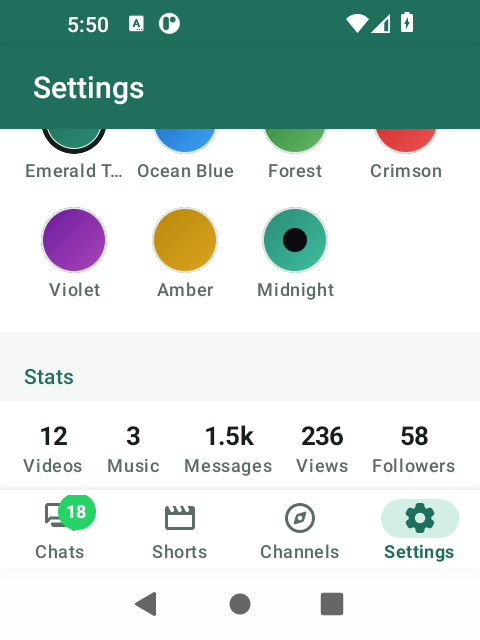 5:50
A
Settings
Emerald T...
Ocean Blue
Forest
Crimson
Violet
Amber
Midnight
Stats
12
3
1.5k
236
58
Videos
Music
Messages
Views
Followers
18
Chats
Shorts
Channels
Settings